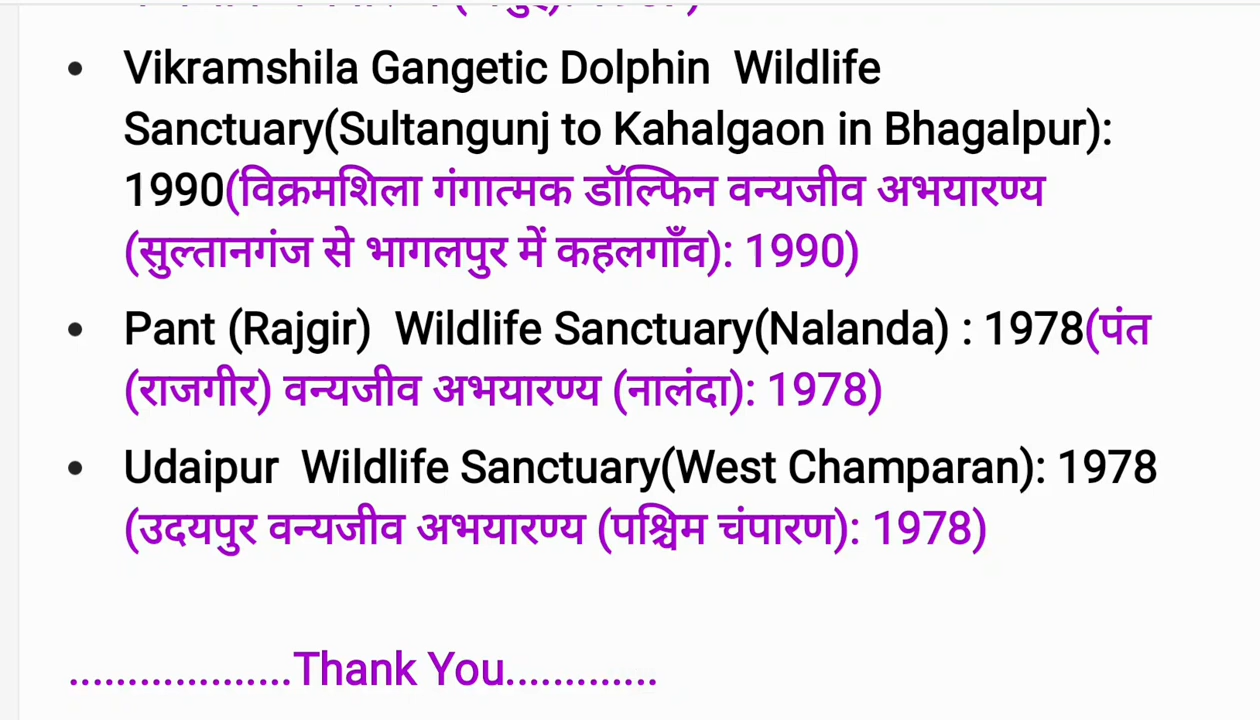 Vikramshila Gangetic Dolphin  Wildlife
Sanctuary(Sultangunj to Kahalgaon in Bhagalpur):
1990(विक्रमशिला गंगात्मक डॉल्फिन वन्यजीव अभयारण्य
(सुल्तानगंज से भागलपुर में कहलगाँव): 1990)
Pant (Rajgir)  Wildlife Sanctuary(Nalanda) : 1978(पंत
(राजगीर) वन्यजीव अभयारण्य (नालंदा): 1978)
Udaipur  Wildlife Sanctuary(West Champaran): 1978
(उदयपुर वन्यजीव अभयारण्य (पश्चिम चंपारण): 1978)
...................Thank You.............